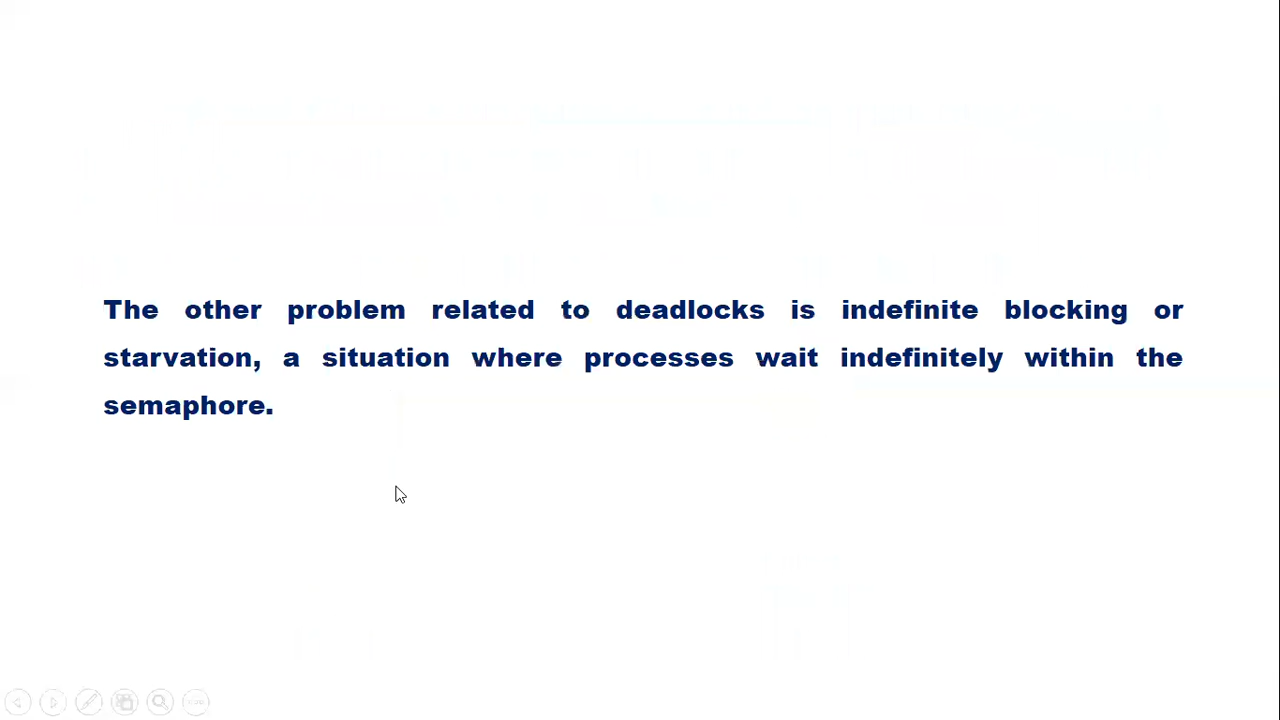 The other problem related to deadlocks is indefinite blocking or
starvation, a situation where processes wait indefinitely within the
semaphore.